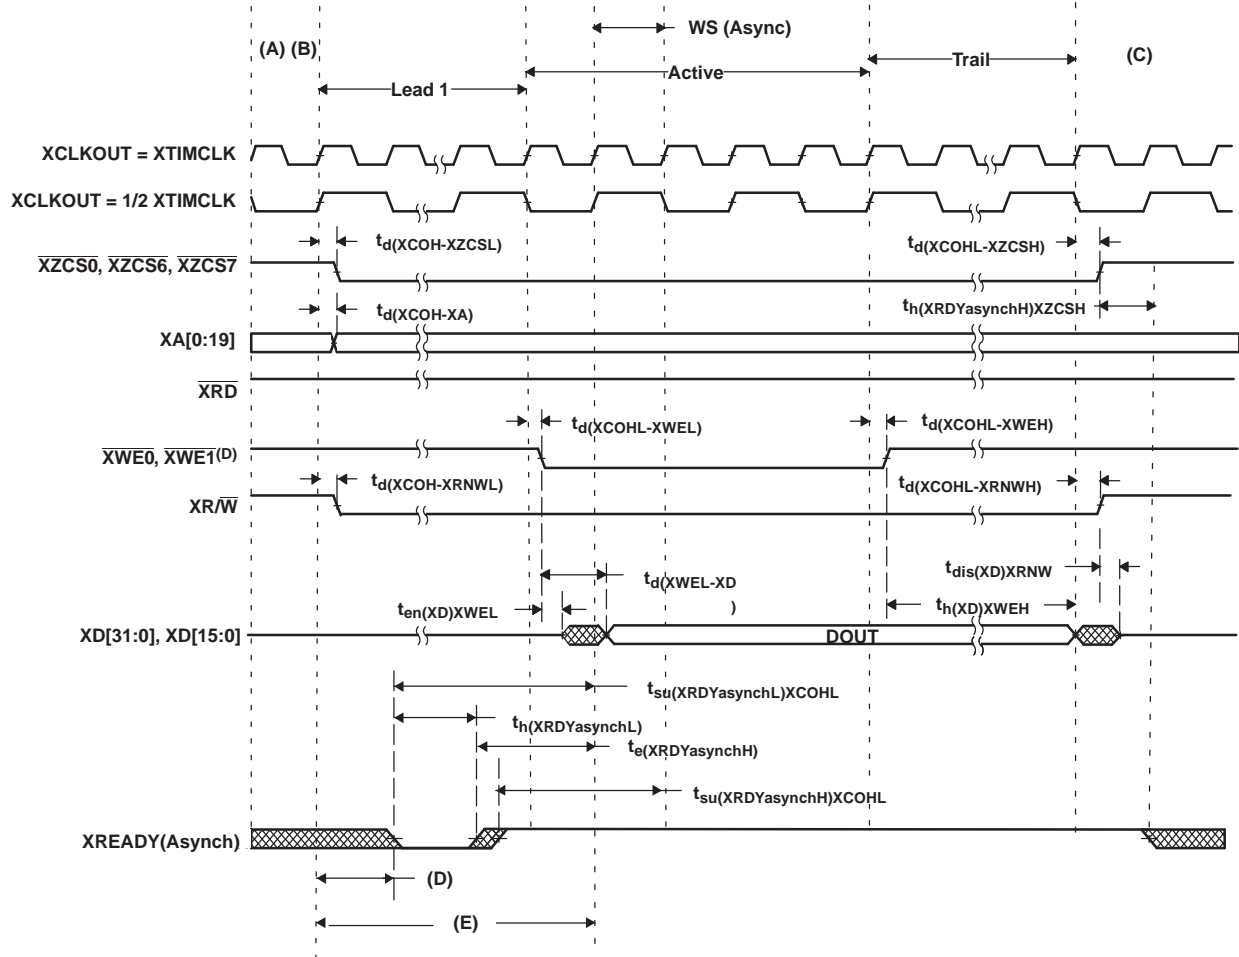 WS (Async)
(A) (B)
Active
Trail
(C)
Lead 1
XCLKOUT = XTIMCLK
XCLKOUT = 1/2 XTIMCLK
td(XCOH-XZCSL)
td(XCOHL-XZCSH)
XZCS0, XZCS6, XZCS7
td(XCOH-XA)
th(XRDYasynchH)XZCSH
XA[0:19]
XRD
td(XCOHL-XWEL)
td(XCOHL-XWEH)
XWE0, XWE1(D)
td(XCOH-XRNWL)
td(XCOHL-XRNWH)
XR/W
td(XWEL-XD
)
tdis(XD)XRNW
ten(XD)XWEL
th(XD)XWEH
XD[31:0], XD[15:0]
DOUT
tsu(XRDYasynchL)XCOHL
th(XRDYasynchL)
te(XRDYasynchH)
tsu(XRDYasynchH)XCOHL
XREADY(Asynch)
(D)
(E)